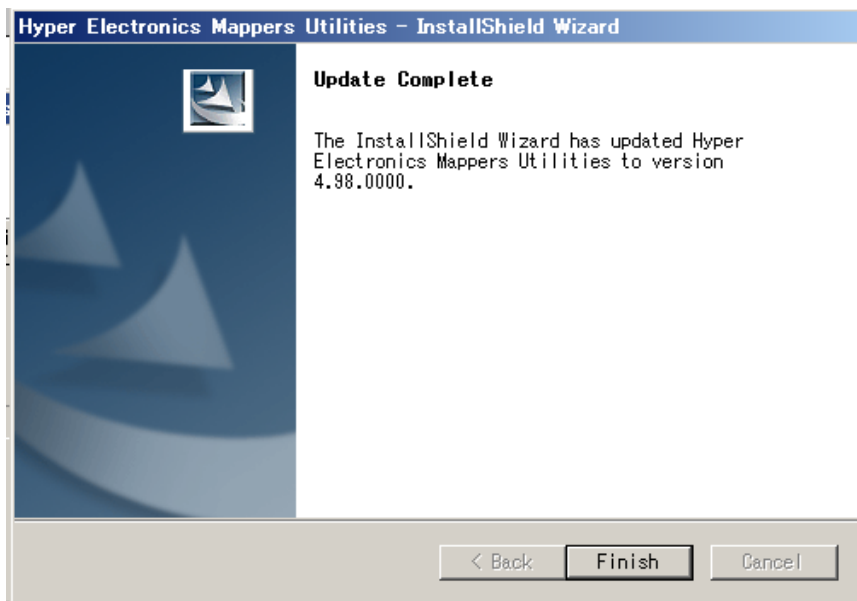 Hyper Electronics Mappers Utilities - InstallShield Wizard
Update Complete
The InstallShield Wizard has updated Hyper
Electronics Mappers Utilities to version
4.98.0000.
< Back
Finish
Cancel